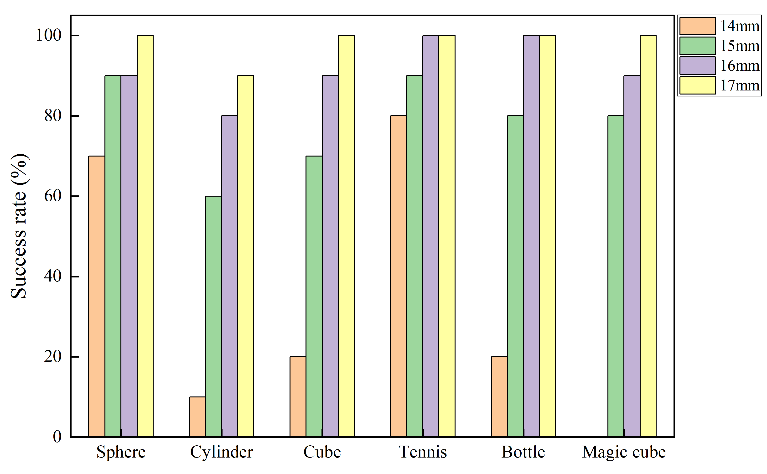 Success rate (%)
100
80
60
40
20
0
Sphere Cylinder Cube Tennis Bottle Magic cube
14mm
15mm
16mm
17mm